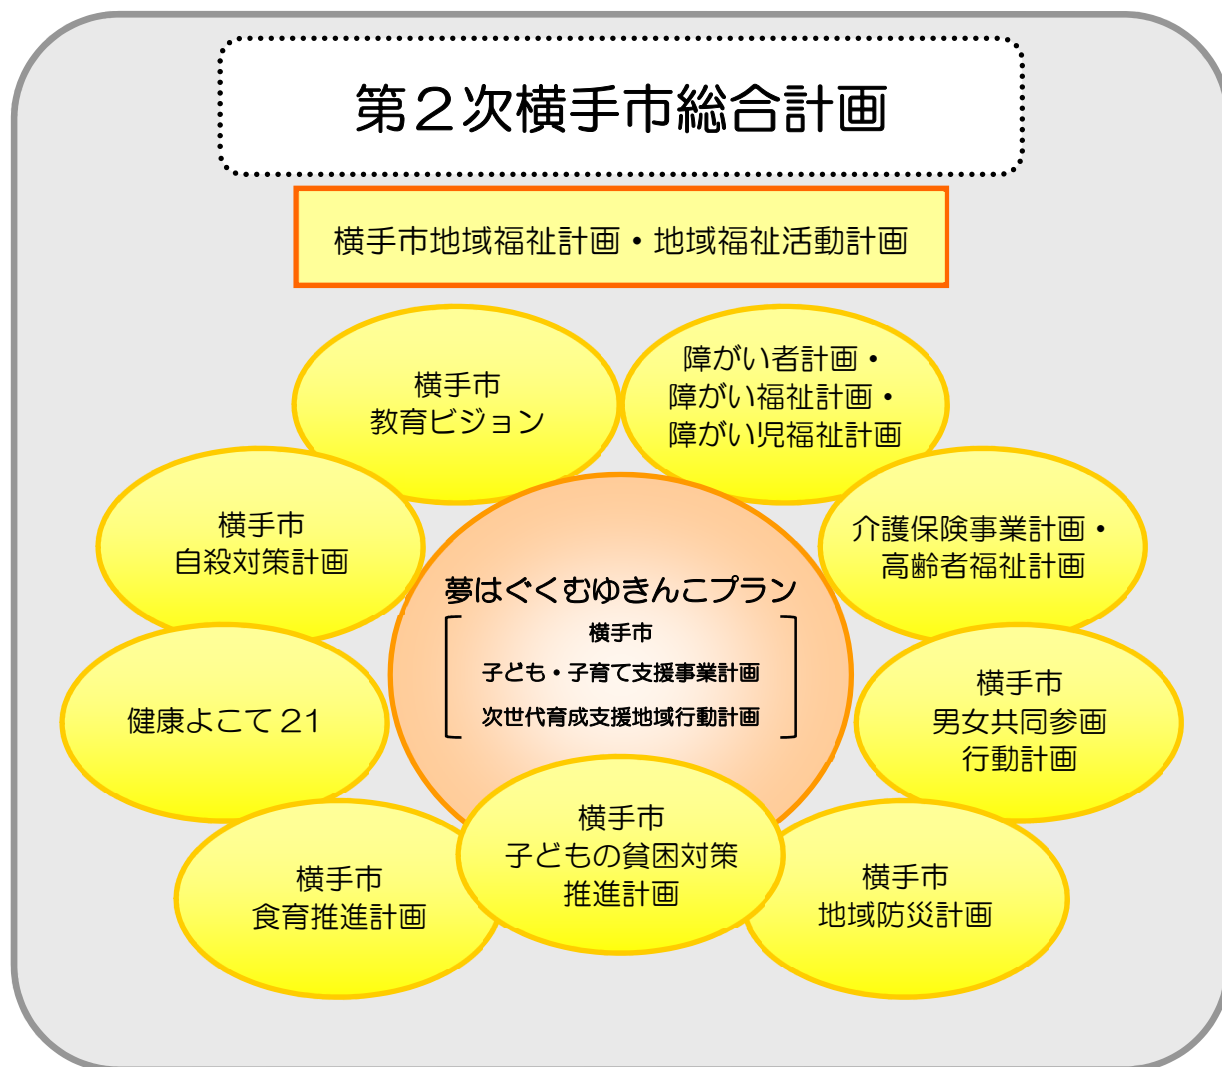 第２次横手市総合計画
横手市地域福祉計画・地域福祉活動計画
横手市
教育ビジョン
障がい者計画・
障がい福祉計画・
障がい児福祉計画
横手市
自殺対策計画
介護保険事業計画・
高齢者福祉計画
夢はぐくむゆきんこプラン
横手市
子ども・子育て支援事業計画
次世代育成支援地域行動計画
健康よこて 21
横手市
男女共同参画
行動計画
横手市
食育推進計画
横手市
子どもの貧困対策
推進計画
横手市
地域防災計画